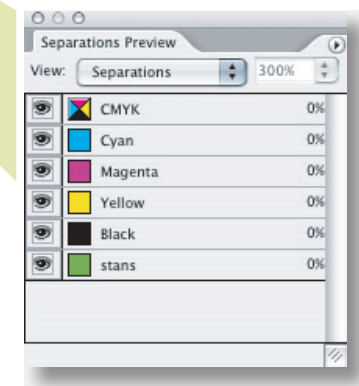 Separations Preview
View: Separations 300%
CMYK 0%
Cyan 0%
Magenta 0%
Yellow 0%
Black 0%
stans 0%